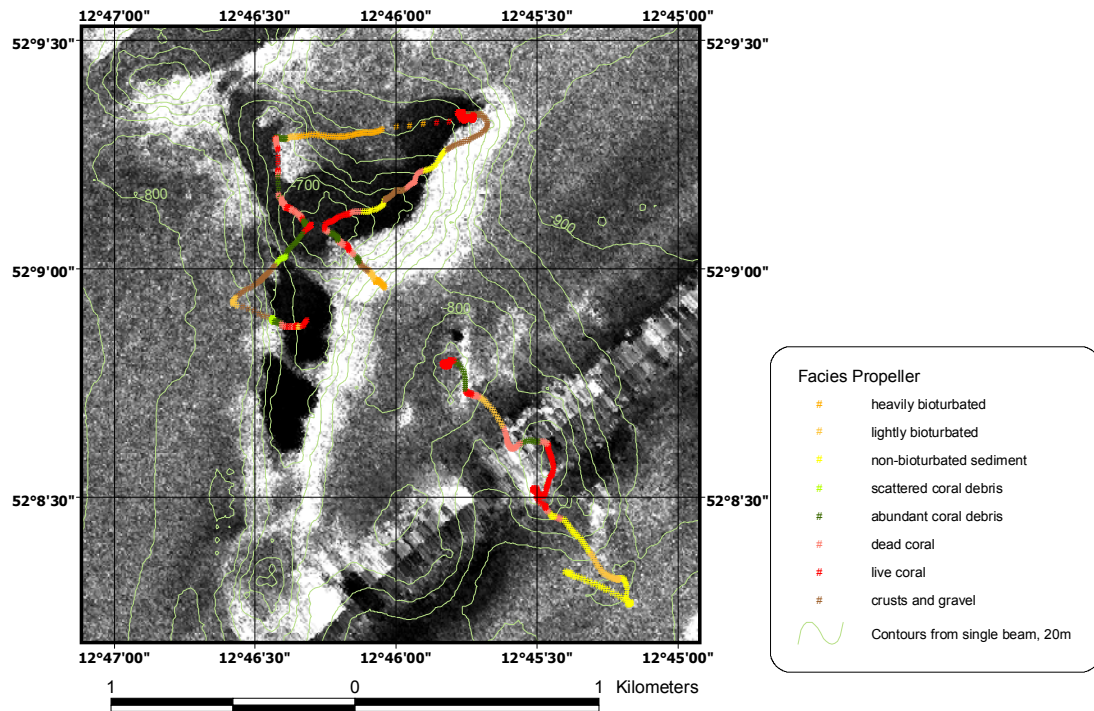 12°47'00" 12°46'30" 12°46'00" 12°45'30" 12°45'00"
52°9'30" 52°9'30"
-700
-800
-900
52°9'00" 52°9'00"
-800
52°8'30" 52°8'30"
12°47'00" 12°46'30" 12°46'00" 12°45'30" 12°45'00"
1 0 1 Kilometers
Facies Propeller
# heavily bioturbated
# lightly bioturbated
# non-bioturbated sediment
# scattered coral debris
# abundant coral debris
# dead coral
# live coral
# crusts and gravel
Contours from single beam, 20m